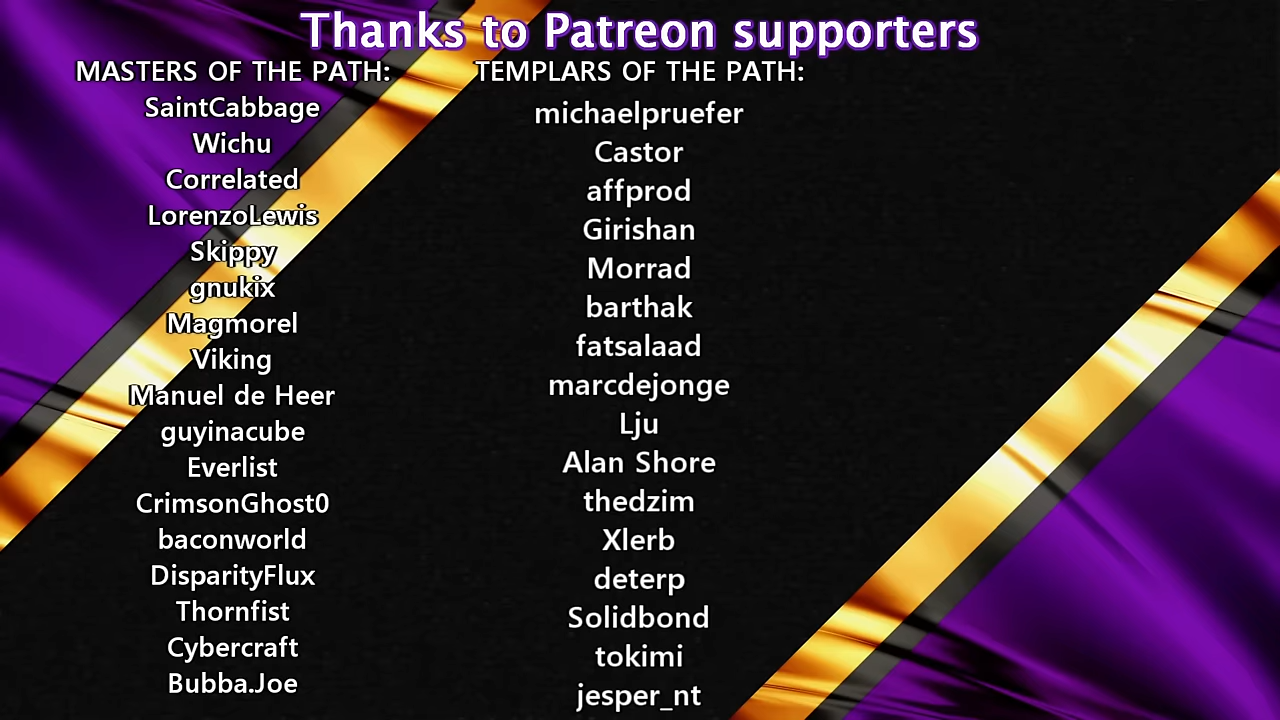 Thanks to Patreon supporters
MASTERS OF THE PATH:
SaintCabbage
Wichu
Correlated
LorenzoLewis
Skippy
gnukix
Magmorel
Viking
Manuel de Heer
guyinacube
Everlist
CrimsonGhost0
baconworld
DisparityFlux
Thornfist
Cybercraft
Bubba.Joe
TEMPLARS OF THE PATH:
michaelpruefer
Castor
affprod
Girishan
Morrad
barthak
fatsalaad
marcdejonge
Lju
Alan Shore
thedzim
Xlerb
deterp
Solidbond
tokimi
jesper_nt